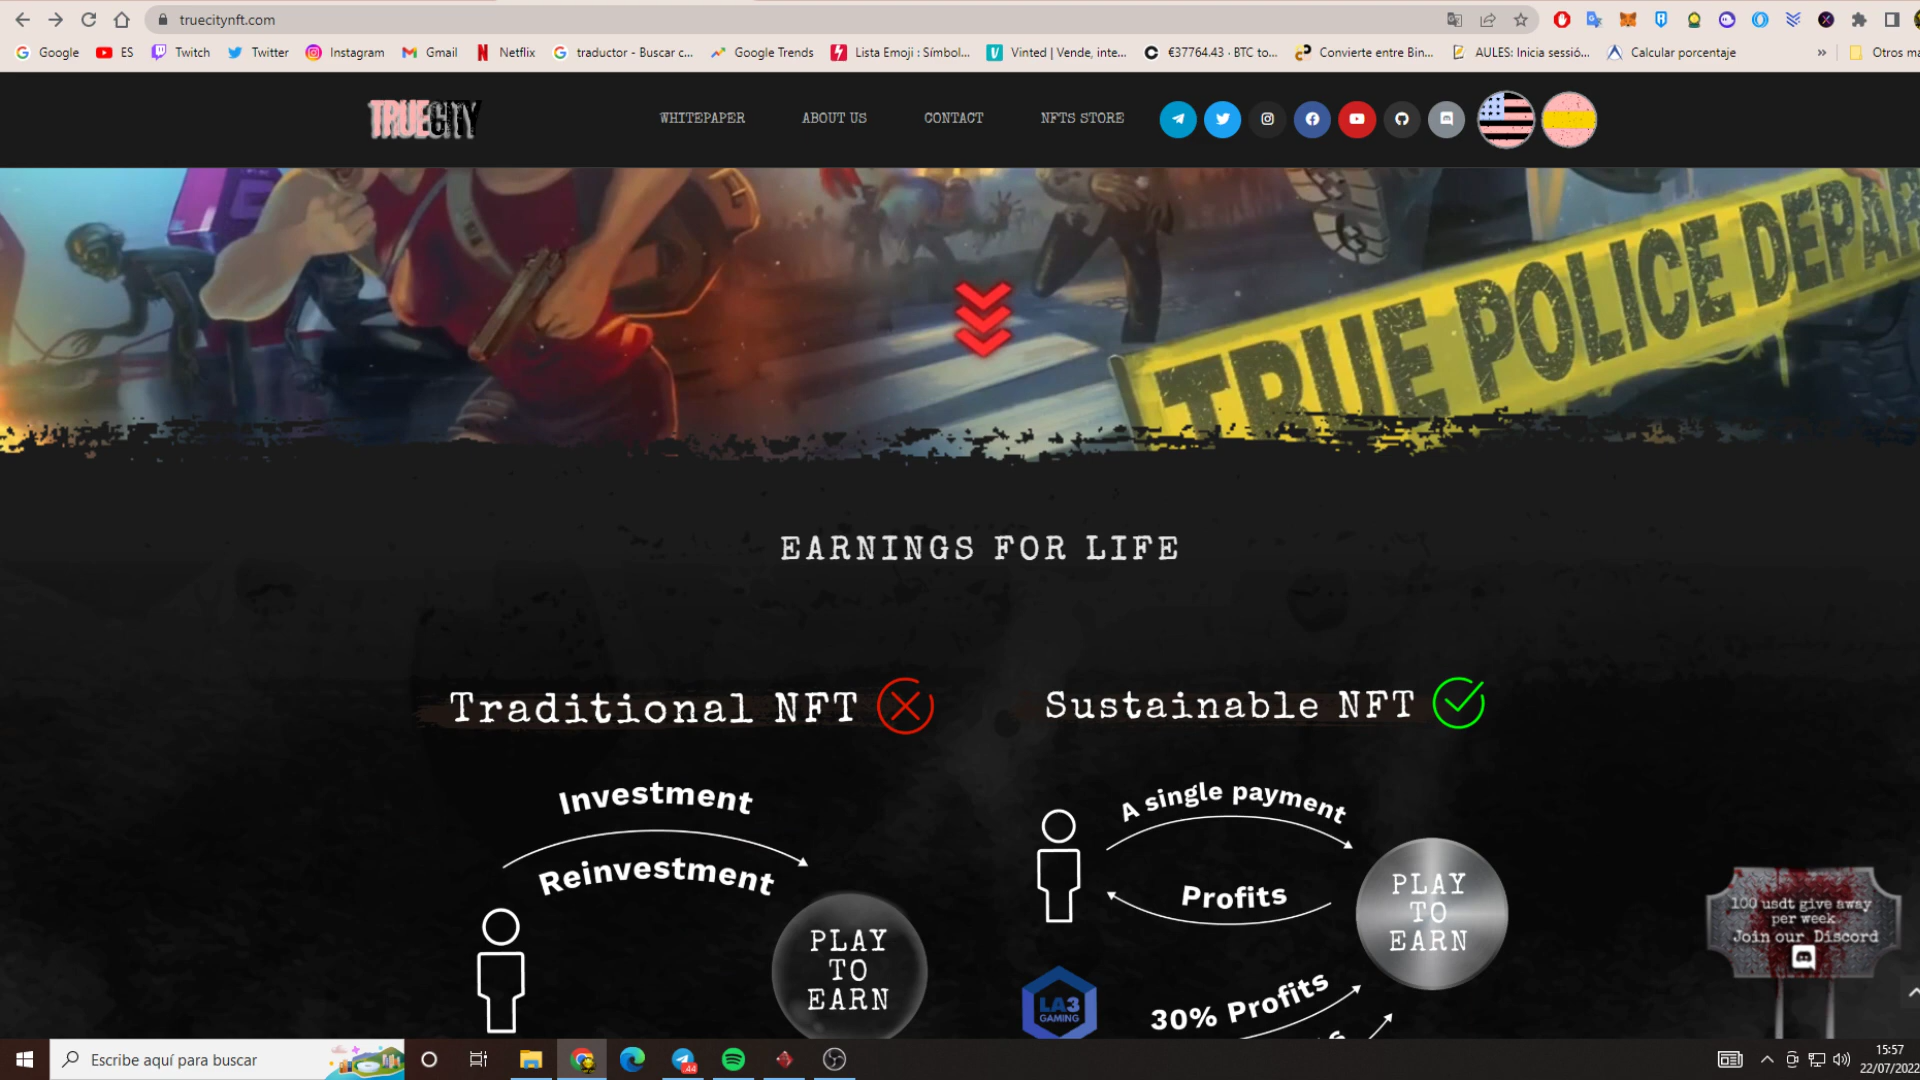 truecitynft.com
Google
ES
Twitch
Twitter
Instagram
Gmail
Netflix
traductor - Buscar c...
Google Trends
Lista Emoji : Símbol...
Vinted | Vende, inte...
€37764.43 · BTC to...
Convierte entre Bin...
AULES: Inicia sessió...
Calcular porcentaje
»
Otros ma
TRUECITY
WHITEPAPER
ABOUT US
CONTACT
NFTS STORE
TRUE POLICE DEPAR
EARNINGS FOR LIFE
Traditional NFT
Sustainable NFT
Investment
Reinvestment
PLAY
TO
EARN
A single payment
Profits
PLAY
TO
EARN
LA3
GAMING
30% Profits
100 usdt give away
per week
Join our Discord
Escribe aquí para buscar
44
15:57
22/07/2022